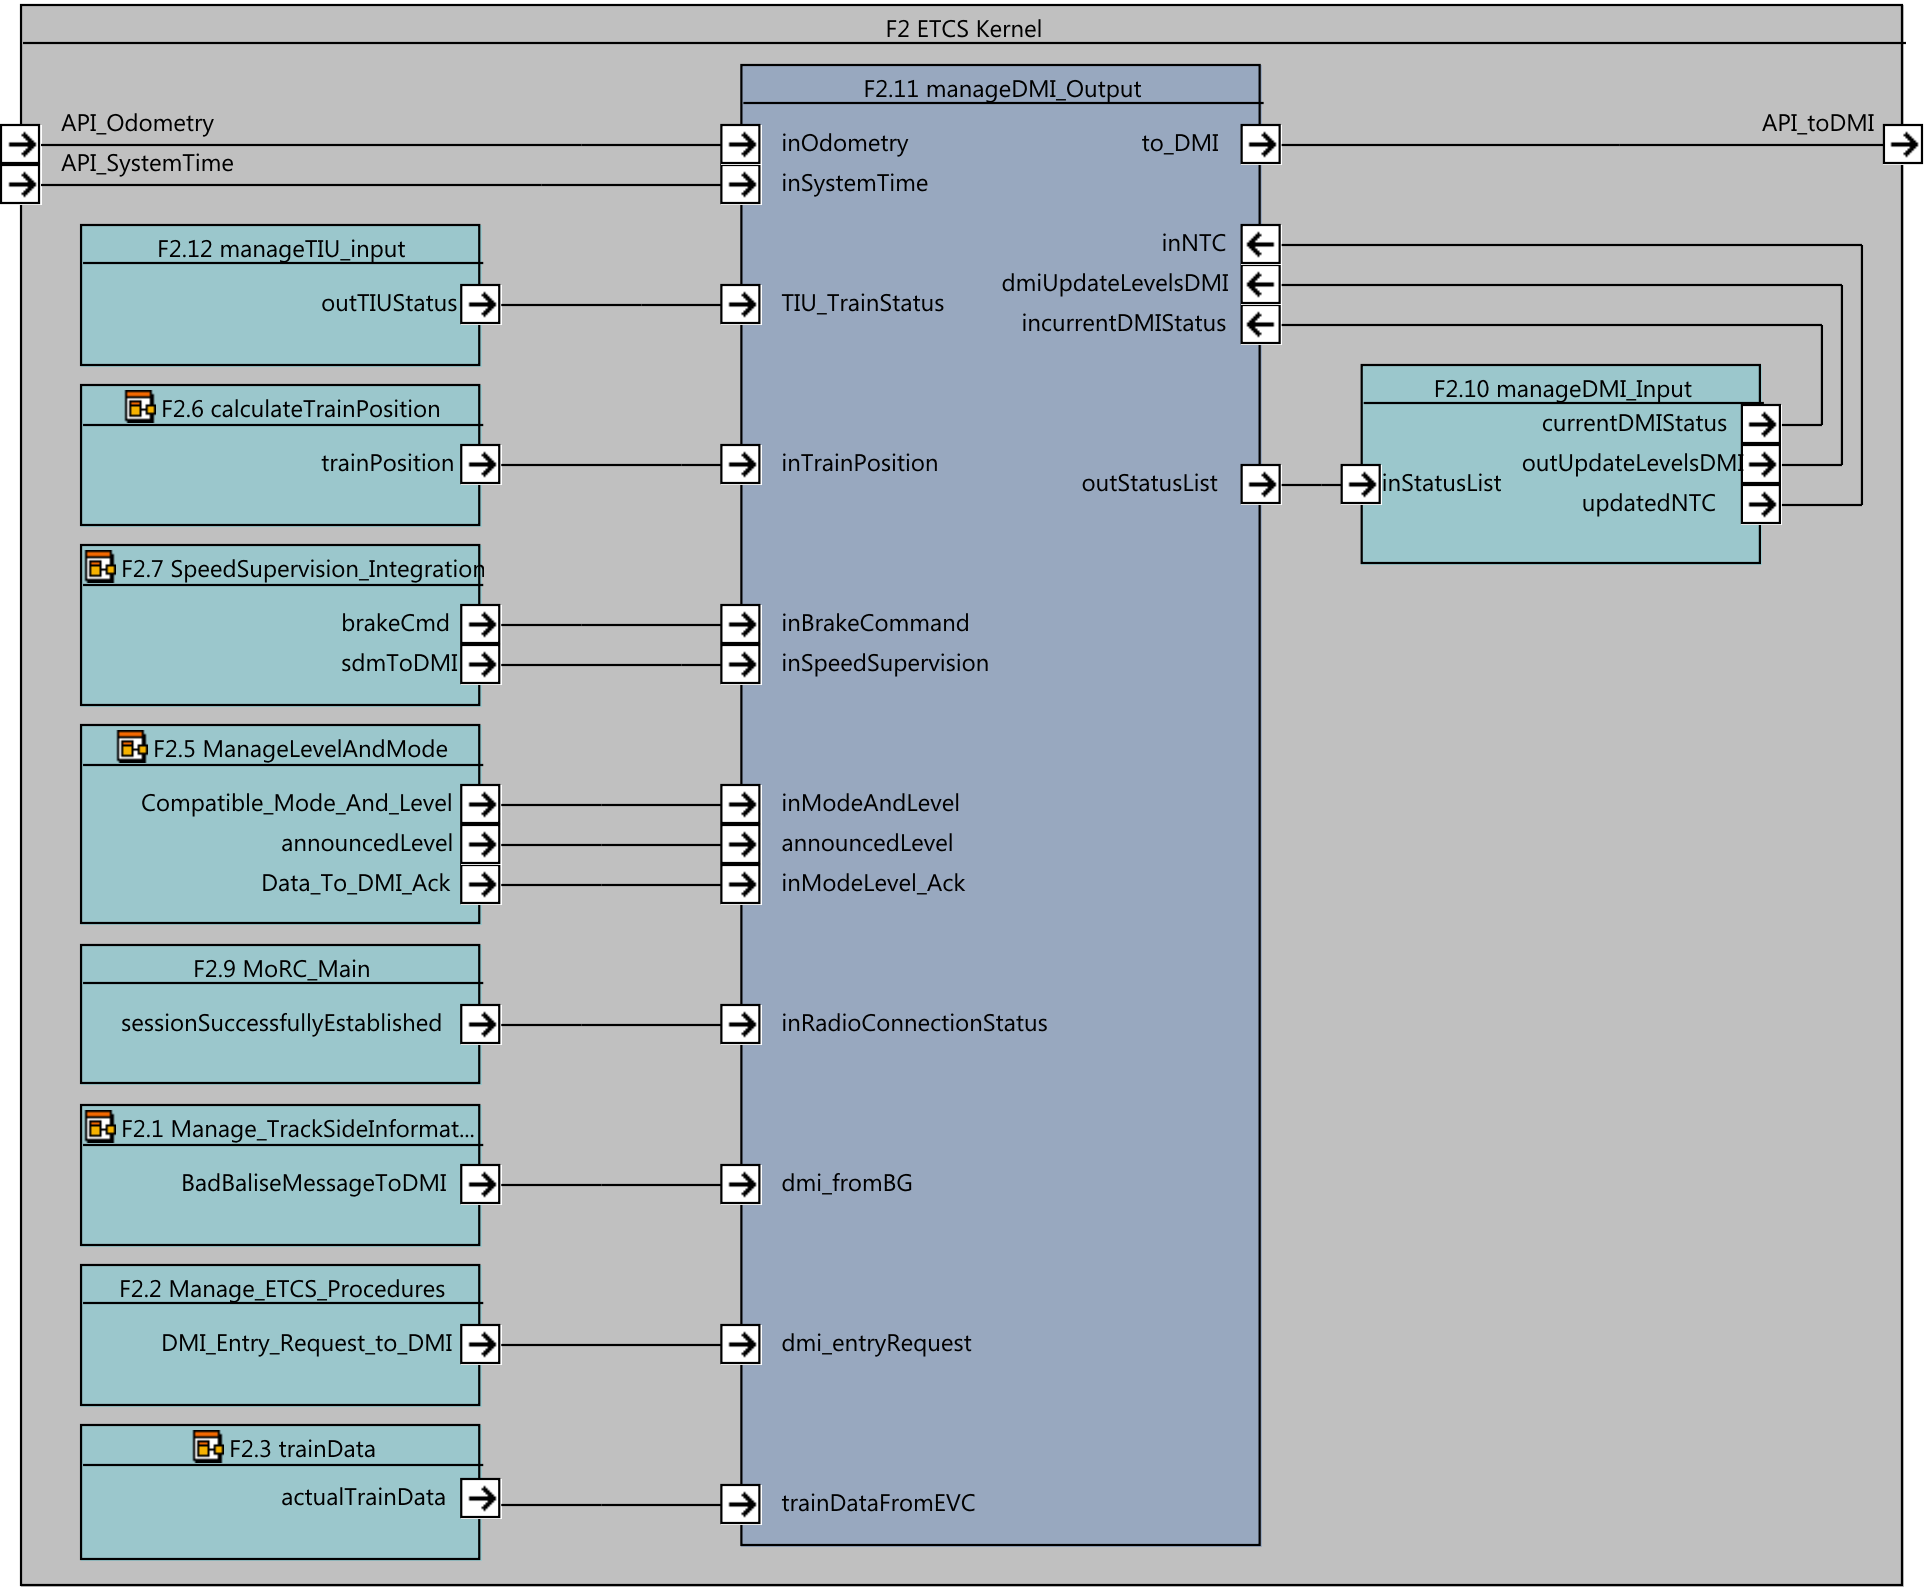 F2 ETCS Kernel
F2.11 manageDMI_Output
API_Odometry
inOdometry
to_DMI
API_toDMI
API_SystemTime
inSystemTime
F2.12 manageTIU_input
outTIUStatus
TIU_TrainStatus
inNTC
dmiUpdateLevelsDMI
incurrentDMIStatus
F2.6 calculateTrainPosition
trainPosition
inTrainPosition
outStatusList
F2.10 manageDMI_Input
currentDMIStatus
outUpdateLevelsDMI
inStatusList
updatedNTC
F2.7 SpeedSupervision_Integration
brakeCmd
inBrakeCommand
sdmToDMI
inSpeedSupervision
F2.5 ManageLevelAndMode
Compatible_Mode_And_Level
inModeAndLevel
announcedLevel
announcedLevel
Data_To_DMI_Ack
inModeLevel_Ack
F2.9 MoRC_Main
sessionSuccessfullyEstablished
inRadioConnectionStatus
F2.1 Manage_TrackSideInformat...
BadBaliseMessageToDMI
dmi_fromBG
F2.2 Manage_ETCS_Procedures
DMI_Entry_Request_to_DMI
dmi_entryRequest
F2.3 trainData
actualTrainData
trainDataFromEVC